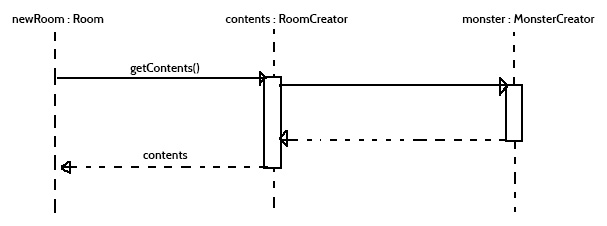 newRoom : Room
contents : RoomCreator
monster : MonsterCreator
getContents()
contents